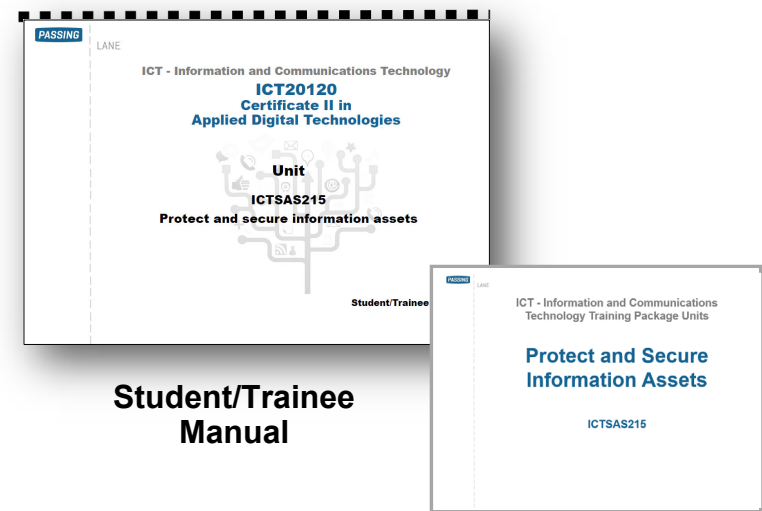 PASSING
LANE
ICT - Information and Communications Technology
ICT20120
Certificate II in
Applied Digital Technologies
Unit
ICTSAS215
Protect and secure information assets
Student/Trainee
Student/Trainee
Manual
PASSING
LANE
ICT - Information and Communications
Technology Training Package Units
Protect and Secure
Information Assets
ICTSAS215